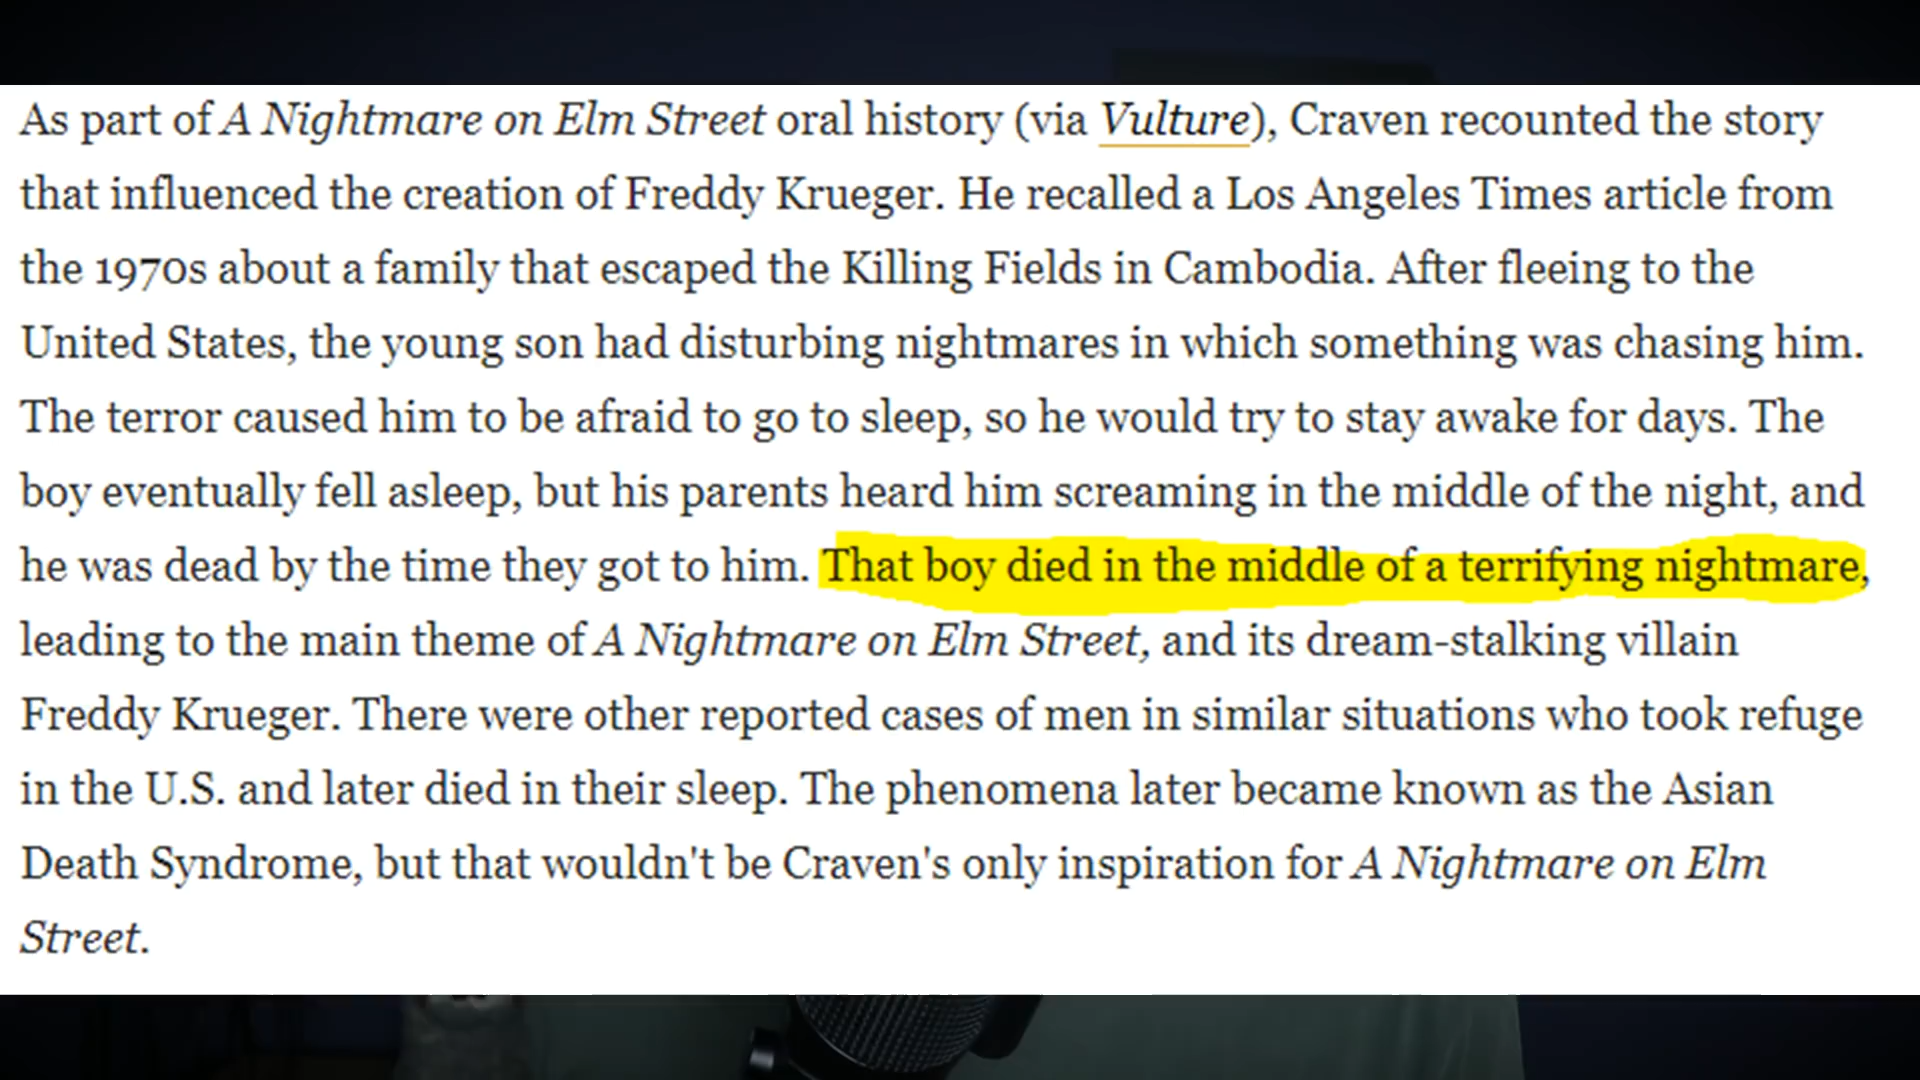 As part of A Nightmare on Elm Street oral history (via Vulture), Craven recounted the story
that influenced the creation of Freddy Krueger. He recalled a Los Angeles Times article from
the 1970s about a family that escaped the Killing Fields in Cambodia. After fleeing to the
United States, the young son had disturbing nightmares in which something was chasing him.
The terror caused him to be afraid to go to sleep, so he would try to stay awake for days. The
boy eventually fell asleep, but his parents heard him screaming in the middle of the night, and
he was dead by the time they got to him. That boy died in the middle of a terrifying nightmare,
leading to the main theme of A Nightmare on Elm Street, and its dream-stalking villain
Freddy Krueger. There were other reported cases of men in similar situations who took refuge
in the U.S. and later died in their sleep. The phenomena later became known as the Asian
Death Syndrome, but that wouldn't be Craven's only inspiration for A Nightmare on Elm
Street.